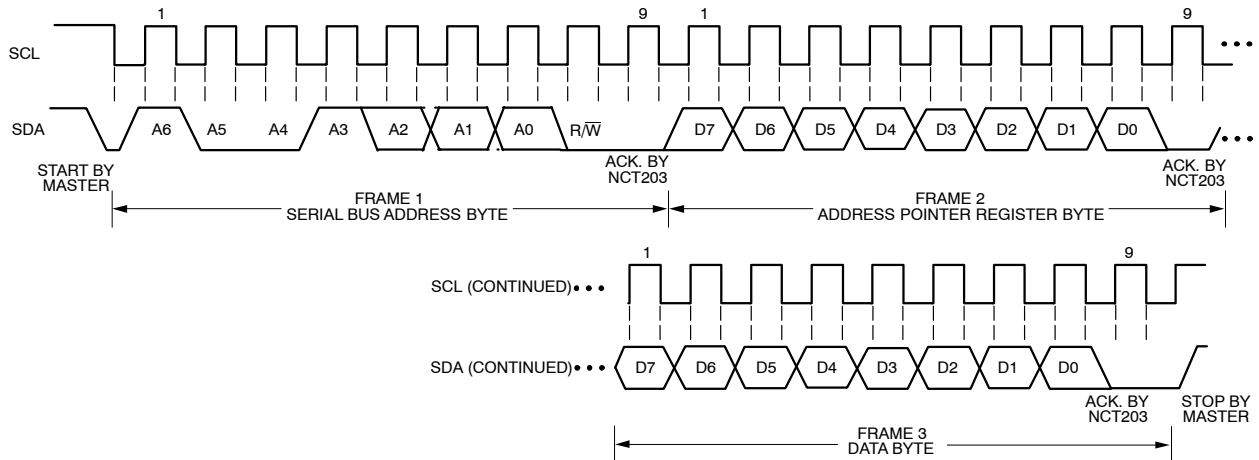 1 9 1 9
SCL
SDA A6 A5 A4 A3 A2 A1 A0 R/W̅ D7 D6 D5 D4 D3 D2 D1 D0
START BY
MASTER
ACK. BY
NCT203
ACK. BY
NCT203
FRAME 1
SERIAL BUS ADDRESS BYTE
FRAME 2
ADDRESS POINTER REGISTER BYTE
1 9
SCL (CONTINUED)
SDA (CONTINUED) D7 D6 D5 D4 D3 D2 D1 D0
ACK. BY
NCT203
STOP BY
MASTER
FRAME 3
DATA BYTE